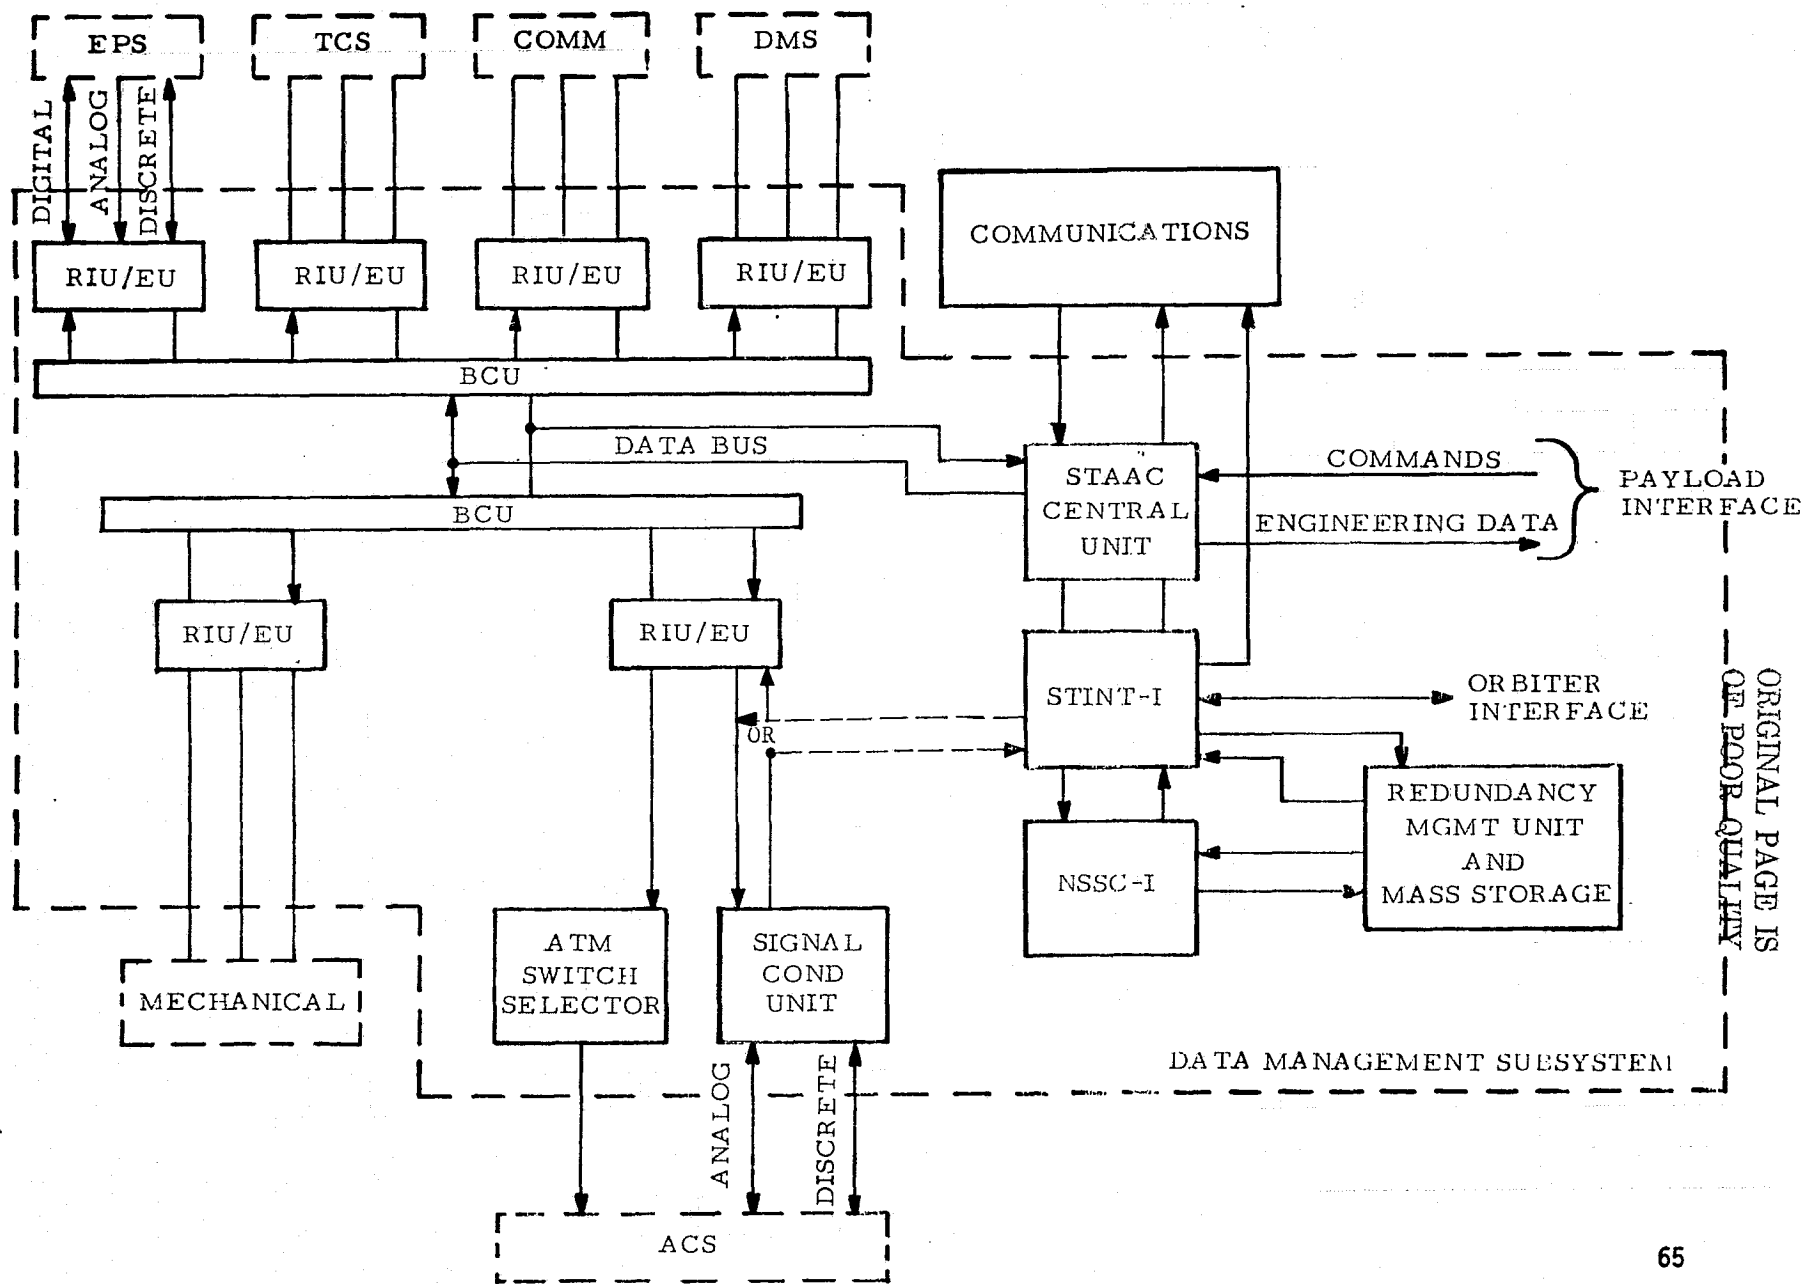 EPS
TCS
COMM
DMS
DIGITAL
ANALOG
DISCRETE
COMMUNICATIONS
RIU/EU
RIU/EU
RIU/EU
RIU/EU
BCU
DATA BUS
COMMANDS
STAAC
CENTRAL
UNIT
PAYLOAD
INTERFACE
ENGINEERING DATA
BCU
RIU/EU
RIU/EU
STINT-I
ORBITER
INTERFACE
OR
REDUNDANCY
MGMT UNIT
AND
MASS STORAGE
NSSC-I
ORIGINAL PAGE IS
OF POOR QUALITY
ATM
SWITCH
SELECTOR
SIGNAL
COND
UNIT
MECHANICAL
DATA MANAGEMENT SUBSYSTEM
ANALOG
DISCRETE
ACS
65